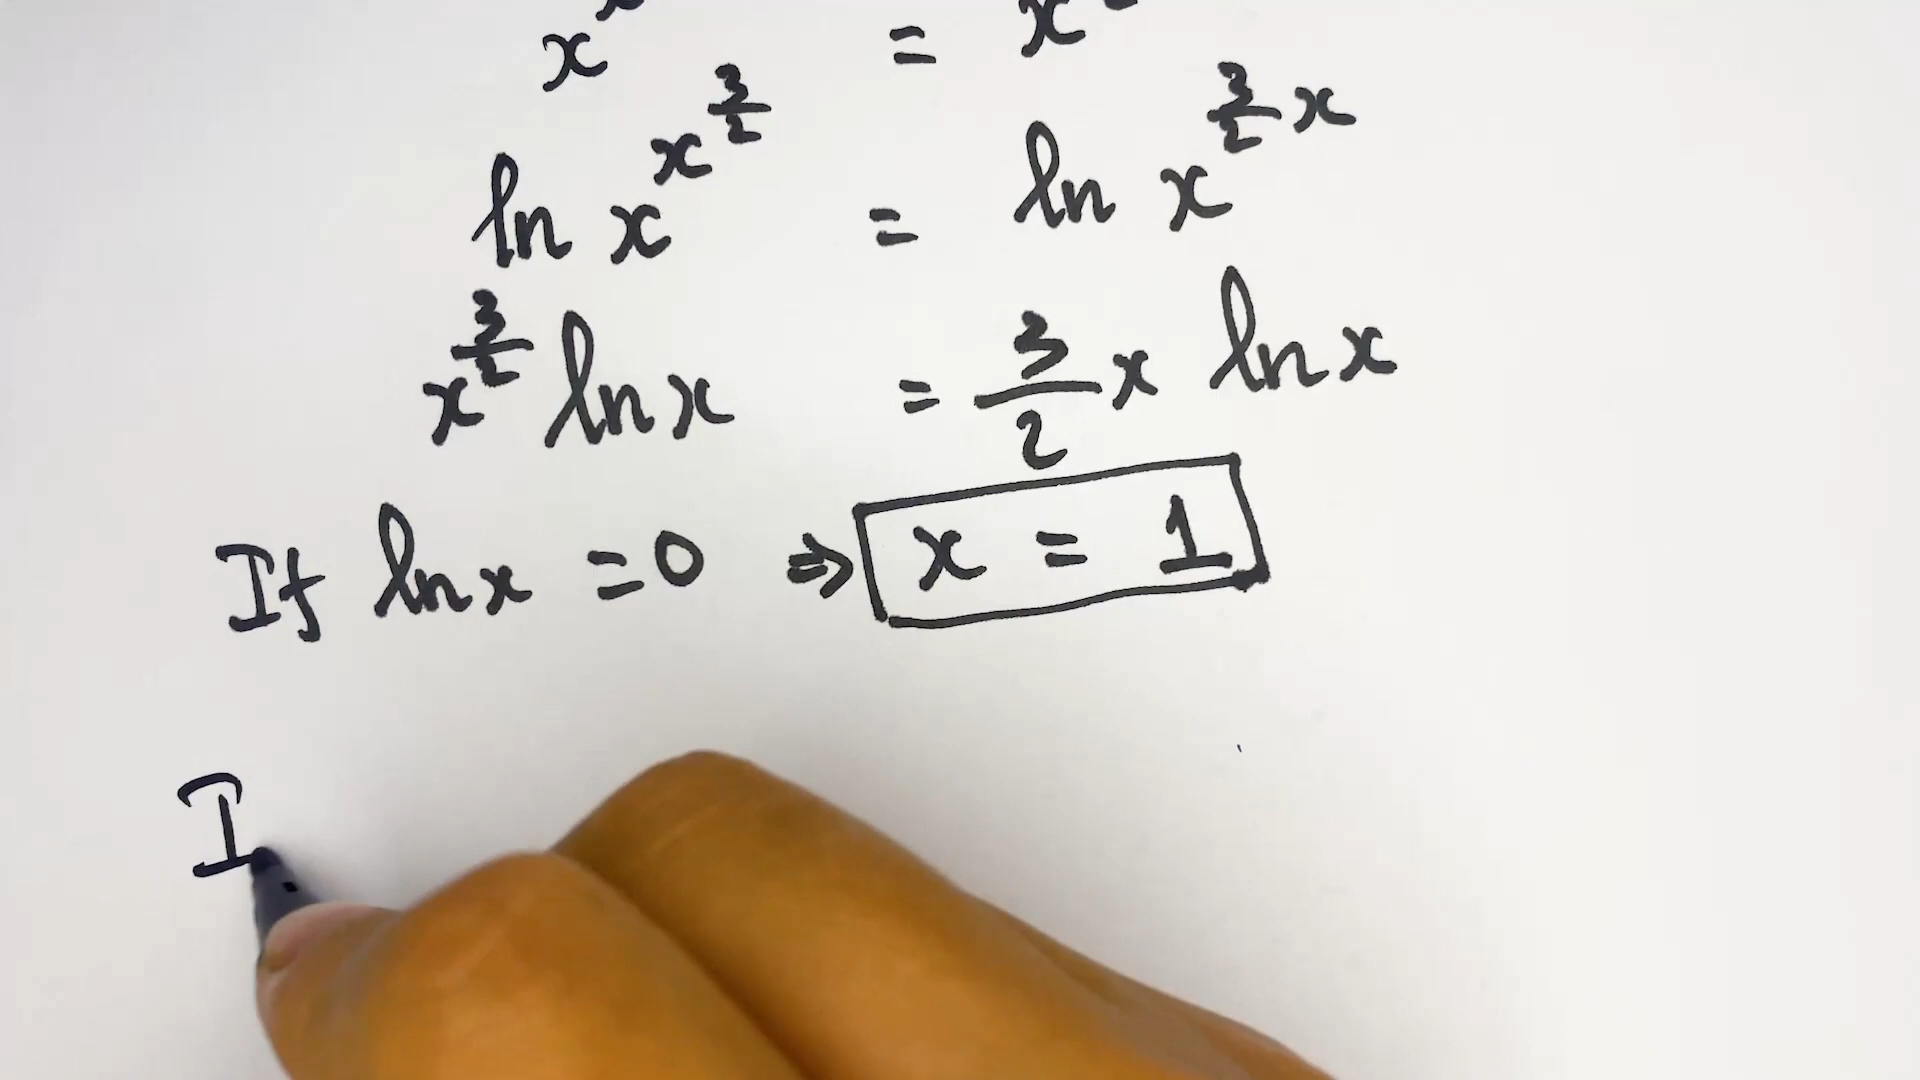 x^x = x
ln x^{x^{3/2}} = ln x^{3/2 x}
x^{3/2} ln x = 3/2 x ln x
If ln x = 0 ⇒ x = 1
I